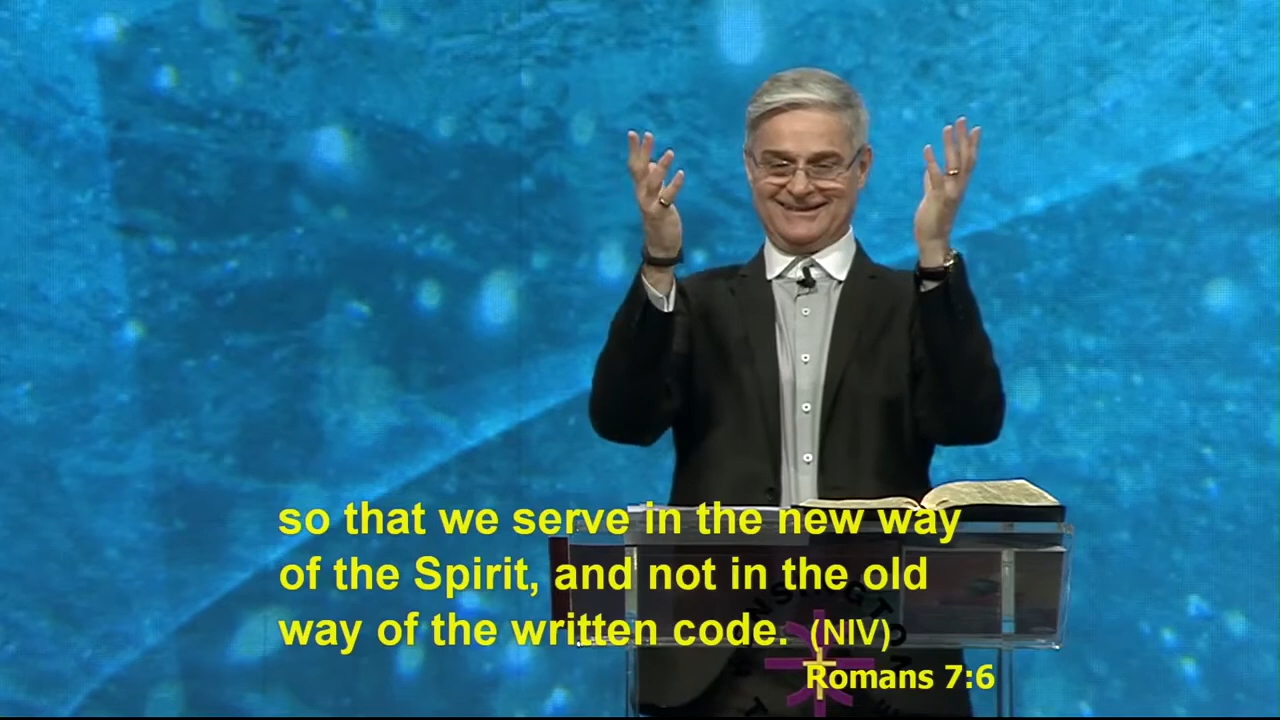 so that we serve in the new way
of the Spirit, and not in the old
way of the written code. (NIV)
Romans 7:6